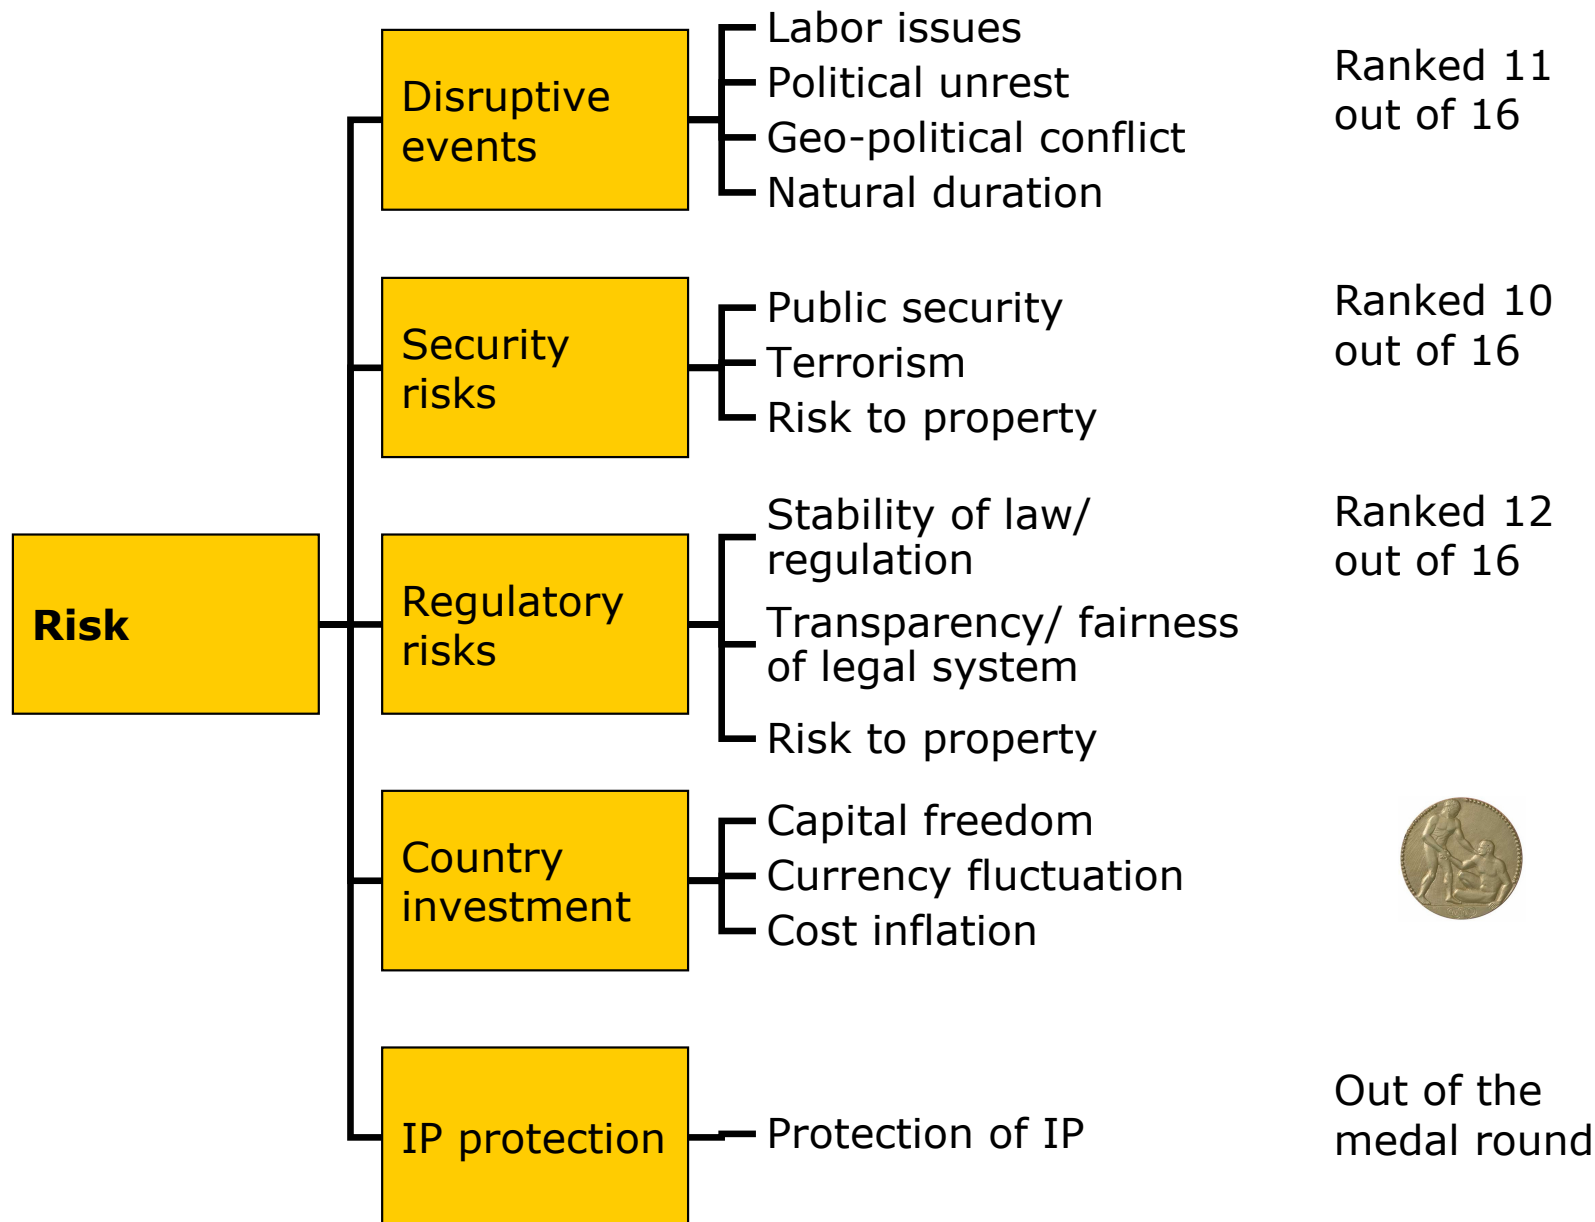 Risk
Disruptive
events
Labor issues
Political unrest
Geo-political conflict
Natural duration
Ranked 11
out of 16
Security
risks
Public security
Terrorism
Risk to property
Ranked 10
out of 16
Regulatory
risks
Stability of law/
regulation
Transparency/ fairness
of legal system
Risk to property
Ranked 12
out of 16
Country
investment
Capital freedom
Currency fluctuation
Cost inflation
IP protection
Protection of IP
Out of the
medal round